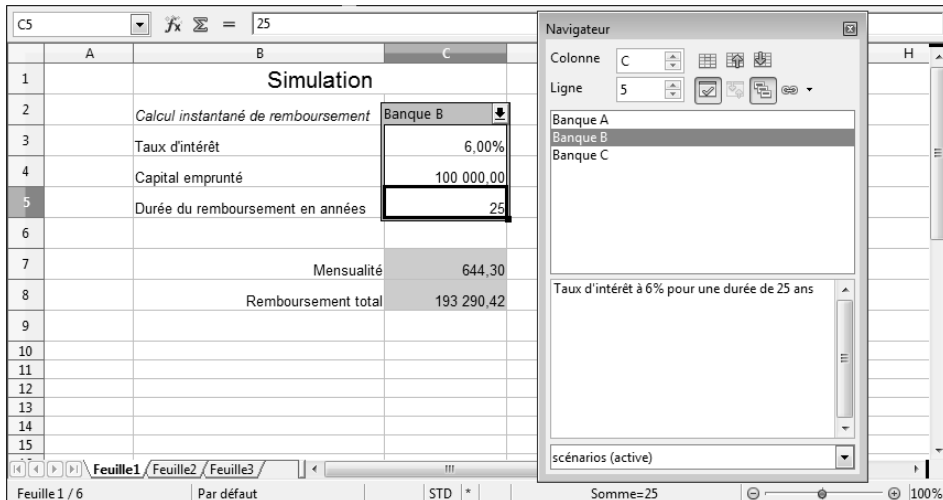 C5 fx Σ = 25
A B C H
1 Simulation
2 Calcul instantané de remboursement Banque B
3 Taux d'intérêt 6,00%
4 Capital emprunté 100 000,00
5 Durée du remboursement en années 25
6
7 Mensualité 644,30
8 Remboursement total 193 290,42
9
10
11
12
13
14
15
Feuille1 Feuille2 Feuille3
Feuille 1 / 6 Par défaut STD * Somme=25 100%
Navigateur
Colonne C
Ligne 5
Banque A
Banque B
Banque C
Taux d'intérêt à 6% pour une durée de 25 ans
scénarios (active)